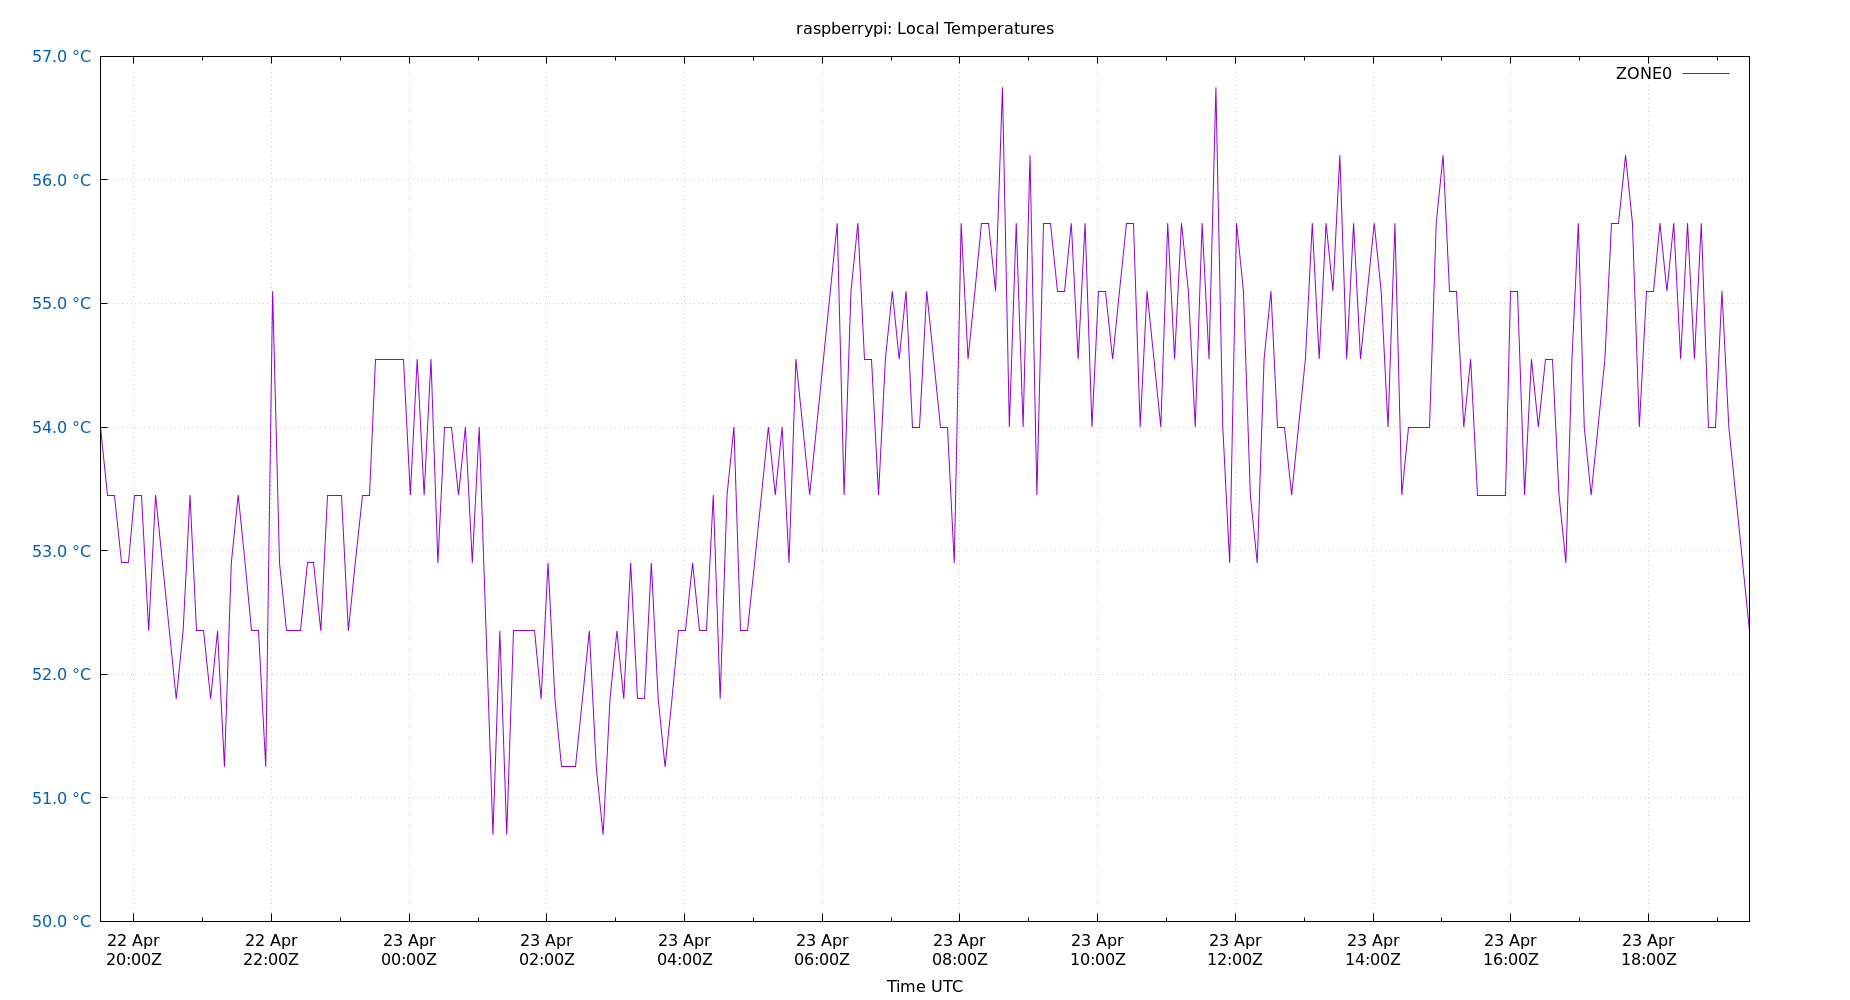 raspberrypi: Local Temperatures
57.0 °C
ZONE0
56.0 °C
55.0 °C
54.0 °C
53.0 °C
52.0 °C
51.0 °C
50.0 °C
22 Apr 22 Apr 23 Apr 23 Apr 23 Apr 23 Apr 23 Apr 23 Apr 23 Apr 23 Apr 23 Apr 23 Apr
20:00Z 22:00Z 00:00Z 02:00Z 04:00Z 06:00Z 08:00Z 10:00Z 12:00Z 14:00Z 16:00Z 18:00Z
Time UTC